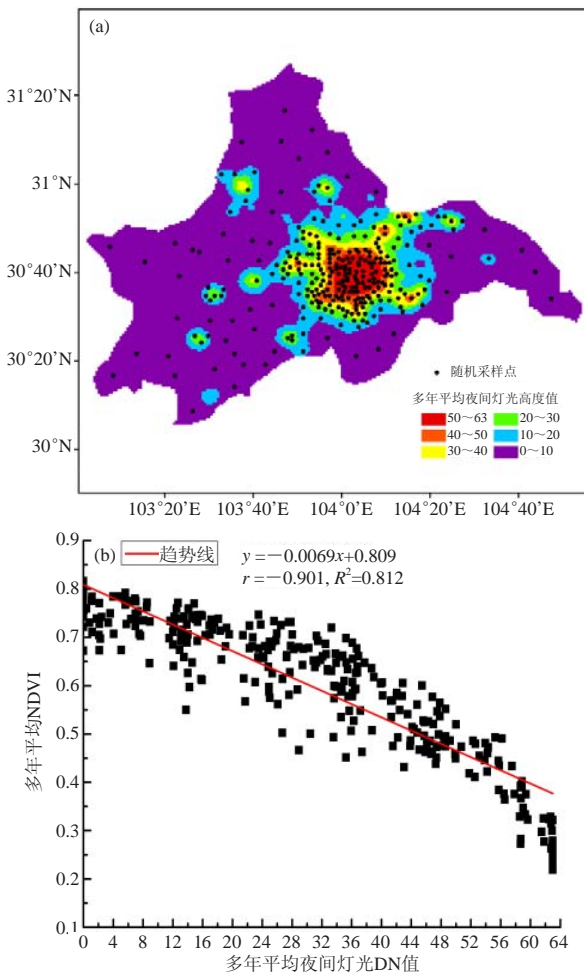 (a)
31°20'N
31°N
30°40'N
30°20'N
30°N
随机采样点
多年平均夜间灯光高度值
50～63 20～30
40～50 10～20
30～40 0～10
103°20'E 103°40'E 104°E 104°20'E 104°40'E
(b) 趋势线 y =－0.0069x+0.809
r =－0.901, R²=0.812
0.9
0.8
0.7
0.6
0.5
0.4
0.3
0.2
0.1
多年平均NDVI
0 4 8 12 16 20 24 28 32 36 40 44 48 52 56 60 64
多年平均夜间灯光DN值